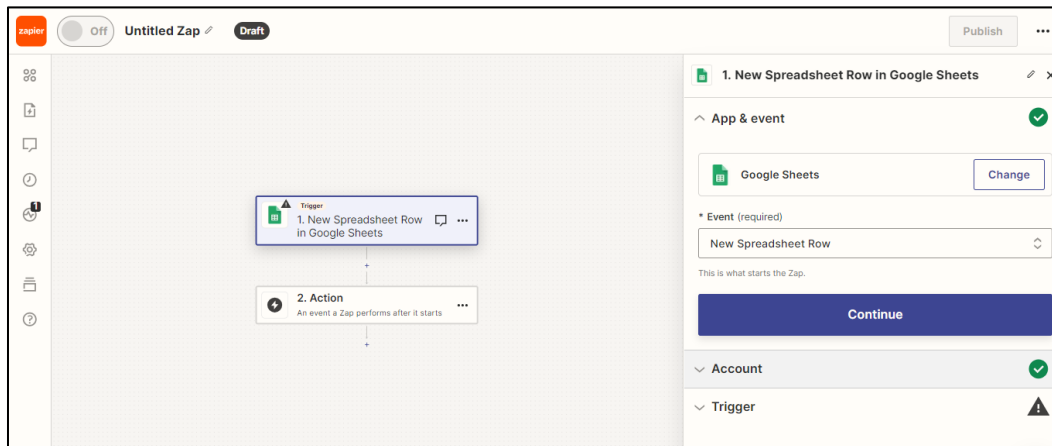 zapier
Off
Untitled Zap
Draft
Publish
1. New Spreadsheet Row in Google Sheets
App & event
Google Sheets
Change
* Event (required)
New Spreadsheet Row
This is what starts the Zap.
Continue
Account
Trigger
1
Trigger
1. New Spreadsheet Row
in Google Sheets
2. Action
An event a Zap performs after it starts